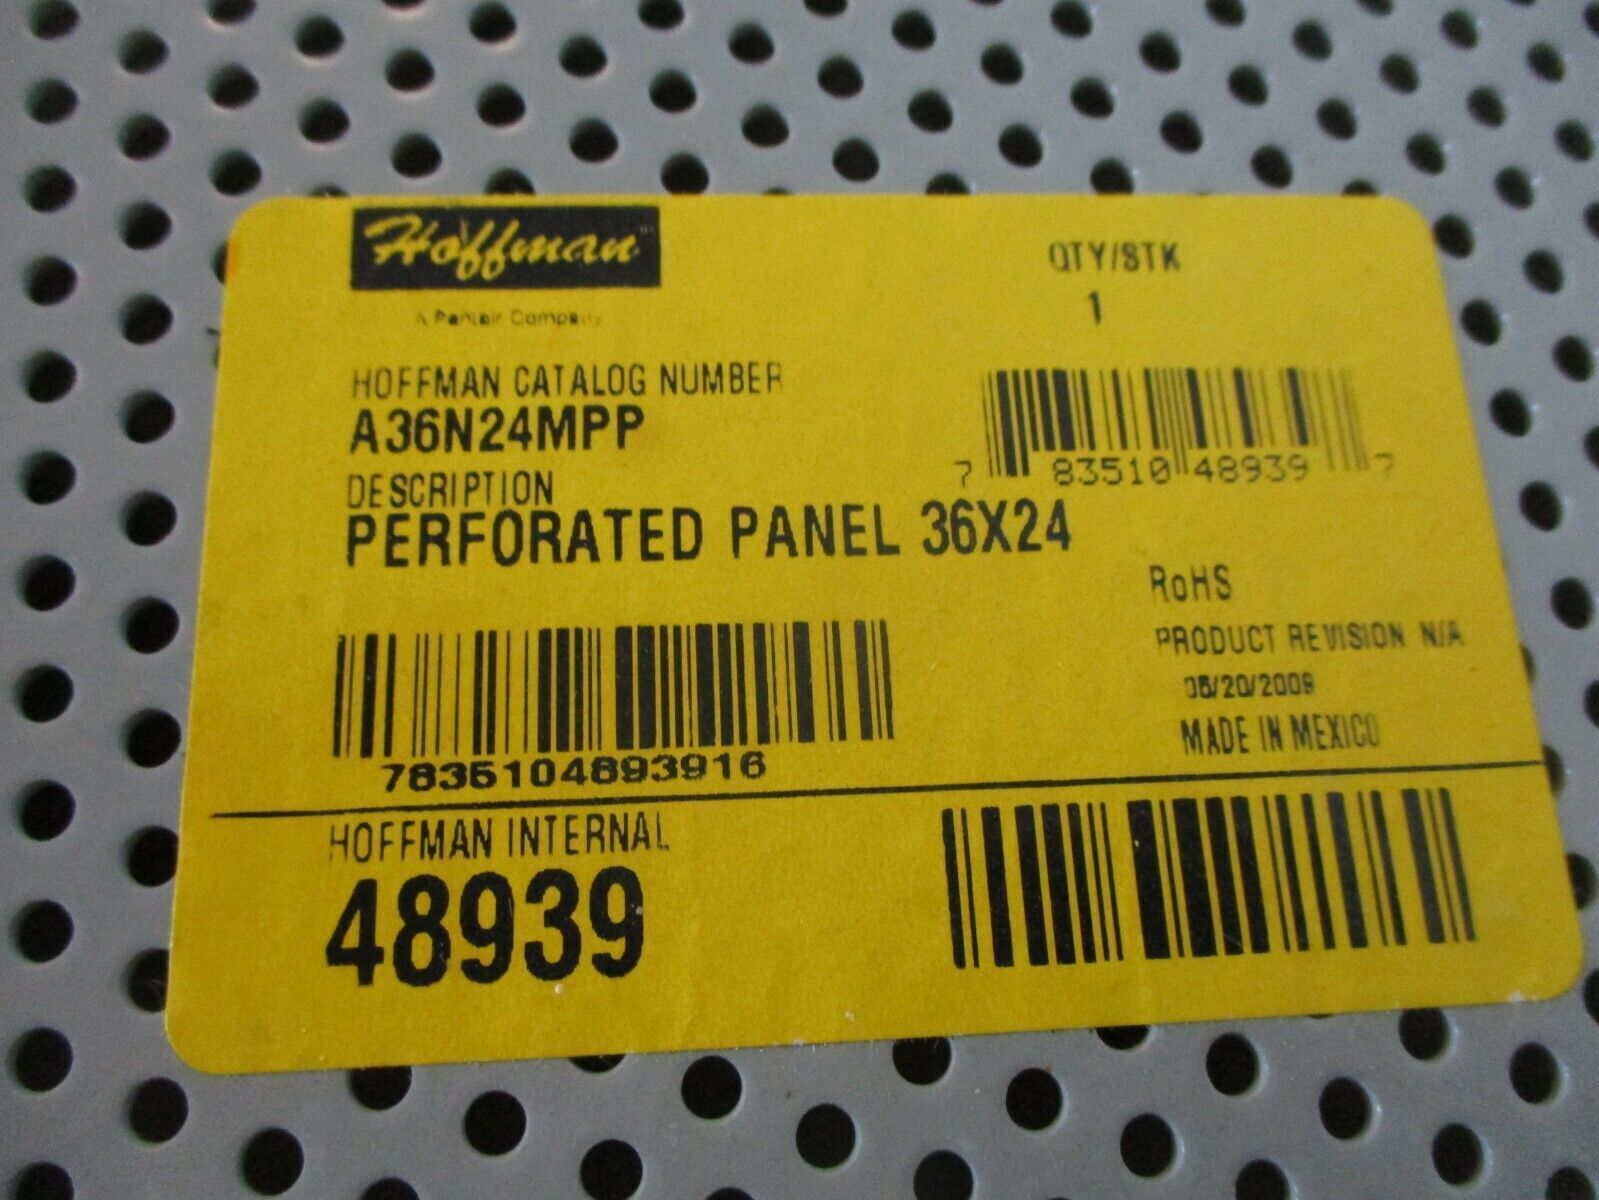 Hoffman
A Pentair Company
QTY/STK
1
HOFFMAN CATALOG NUMBER
A36N24MPP
7 83510 48939 7
DESCRIPTION
PERFORATED PANEL 36X24
RoHS
PRODUCT REVISION N/A
05/20/2009
MADE IN MEXICO
7835104893916
HOFFMAN INTERNAL
48939